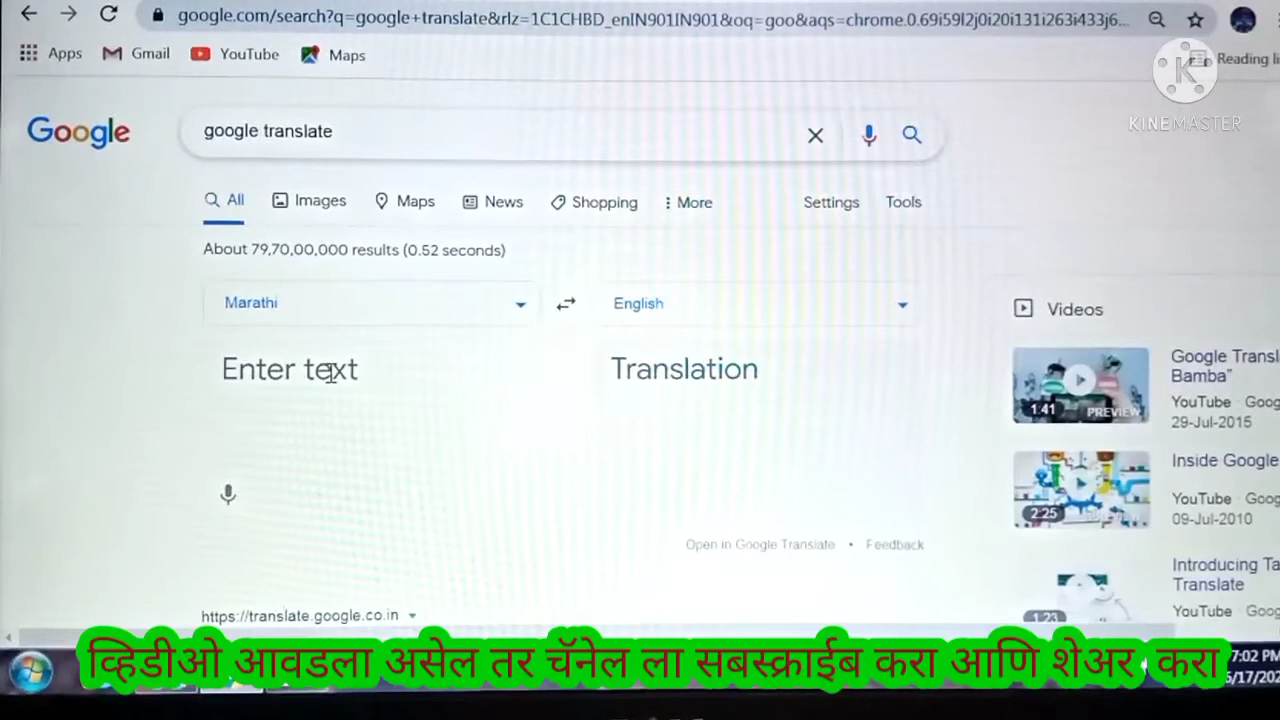 google.com/search?q=google+translate&rlz=1C1CHBD_enIN901IN901&oq=goo&aqs=chrome.0.69i59l2j0i20i131i263i433j6...
Apps Gmail YouTube Maps Reading li
KINEMASTER
Google google translate
All Images Maps News Shopping More Settings Tools
About 79,70,00,000 results (0.52 seconds)
Marathi English
Enter text Translation
Videos
Google Transl
Bamba"
YouTube · Goog
29-Jul-2015
1:41 PREVIEW
Inside Google
YouTube · Goog
09-Jul-2010
2:25
Introducing Ta
Translate
YouTube · Goog
1:23
Open in Google Translate • Feedback
https://translate.google.co.in
व्हिडीओ आवडला असेल तर चॅनेल ला सबस्क्राईब करा आणि शेअर करा
7:02 PM